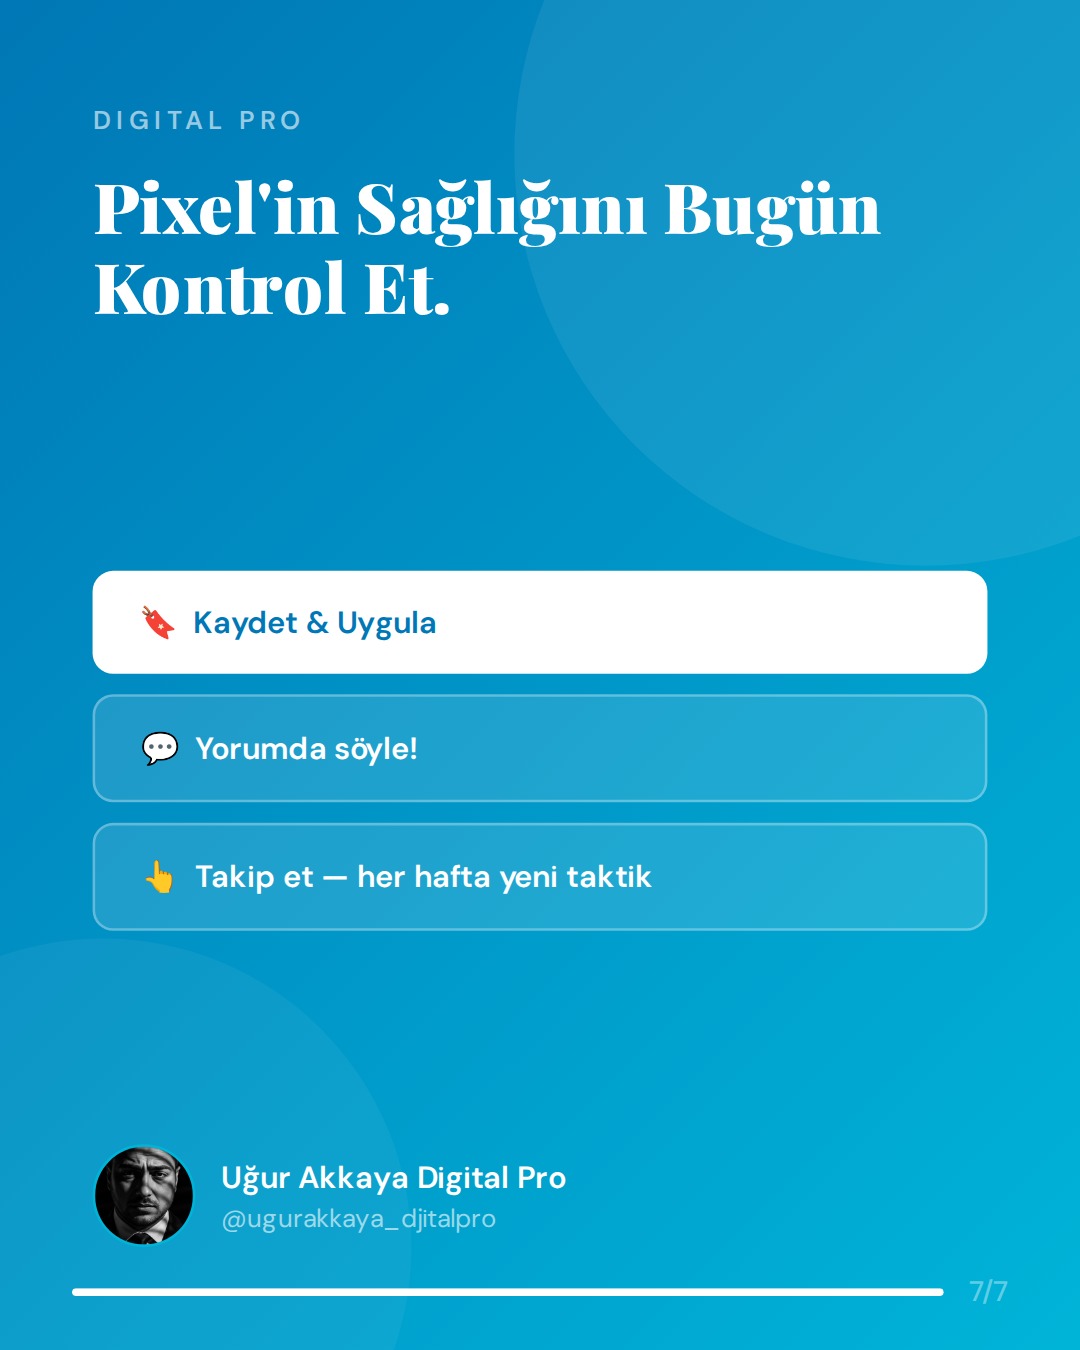 DIGITAL PRO
Pixel'in Sağlığını Bugün
Kontrol Et.
🔖 Kaydet & Uygula
💬 Yorumda söyle!
👆 Takip et — her hafta yeni taktik
Uğur Akkaya Digital Pro
@ugurakkaya_djitalpro
7/7